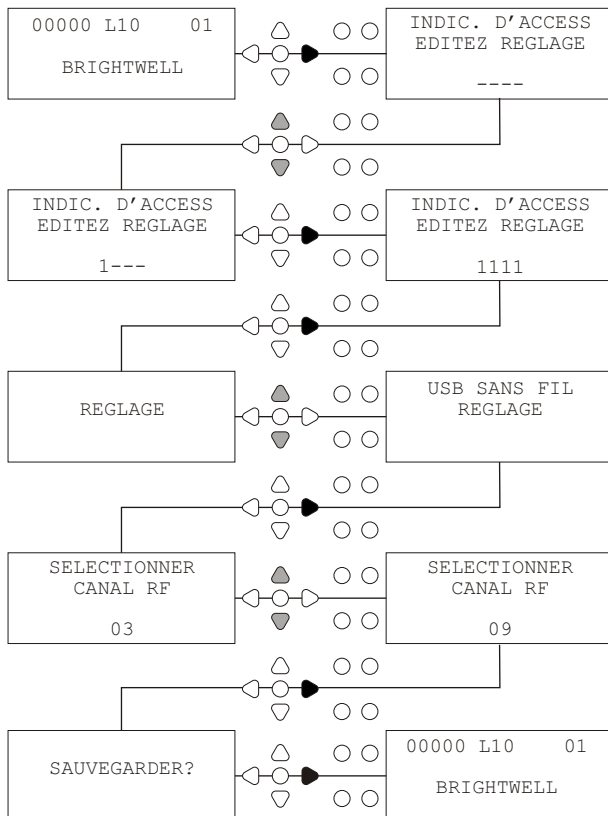 00000 L10 01
BRIGHTWELL
INDIC. D'ACCESS
EDITEZ REGLAGE
----
INDIC. D'ACCESS
EDITEZ REGLAGE
1---
INDIC. D'ACCESS
EDITEZ REGLAGE
1111
REGLAGE
USB SANS FIL
REGLAGE
SELECTIONNER
CANAL RF
03
SELECTIONNER
CANAL RF
09
SAUVEGARDER?
00000 L10 01
BRIGHTWELL